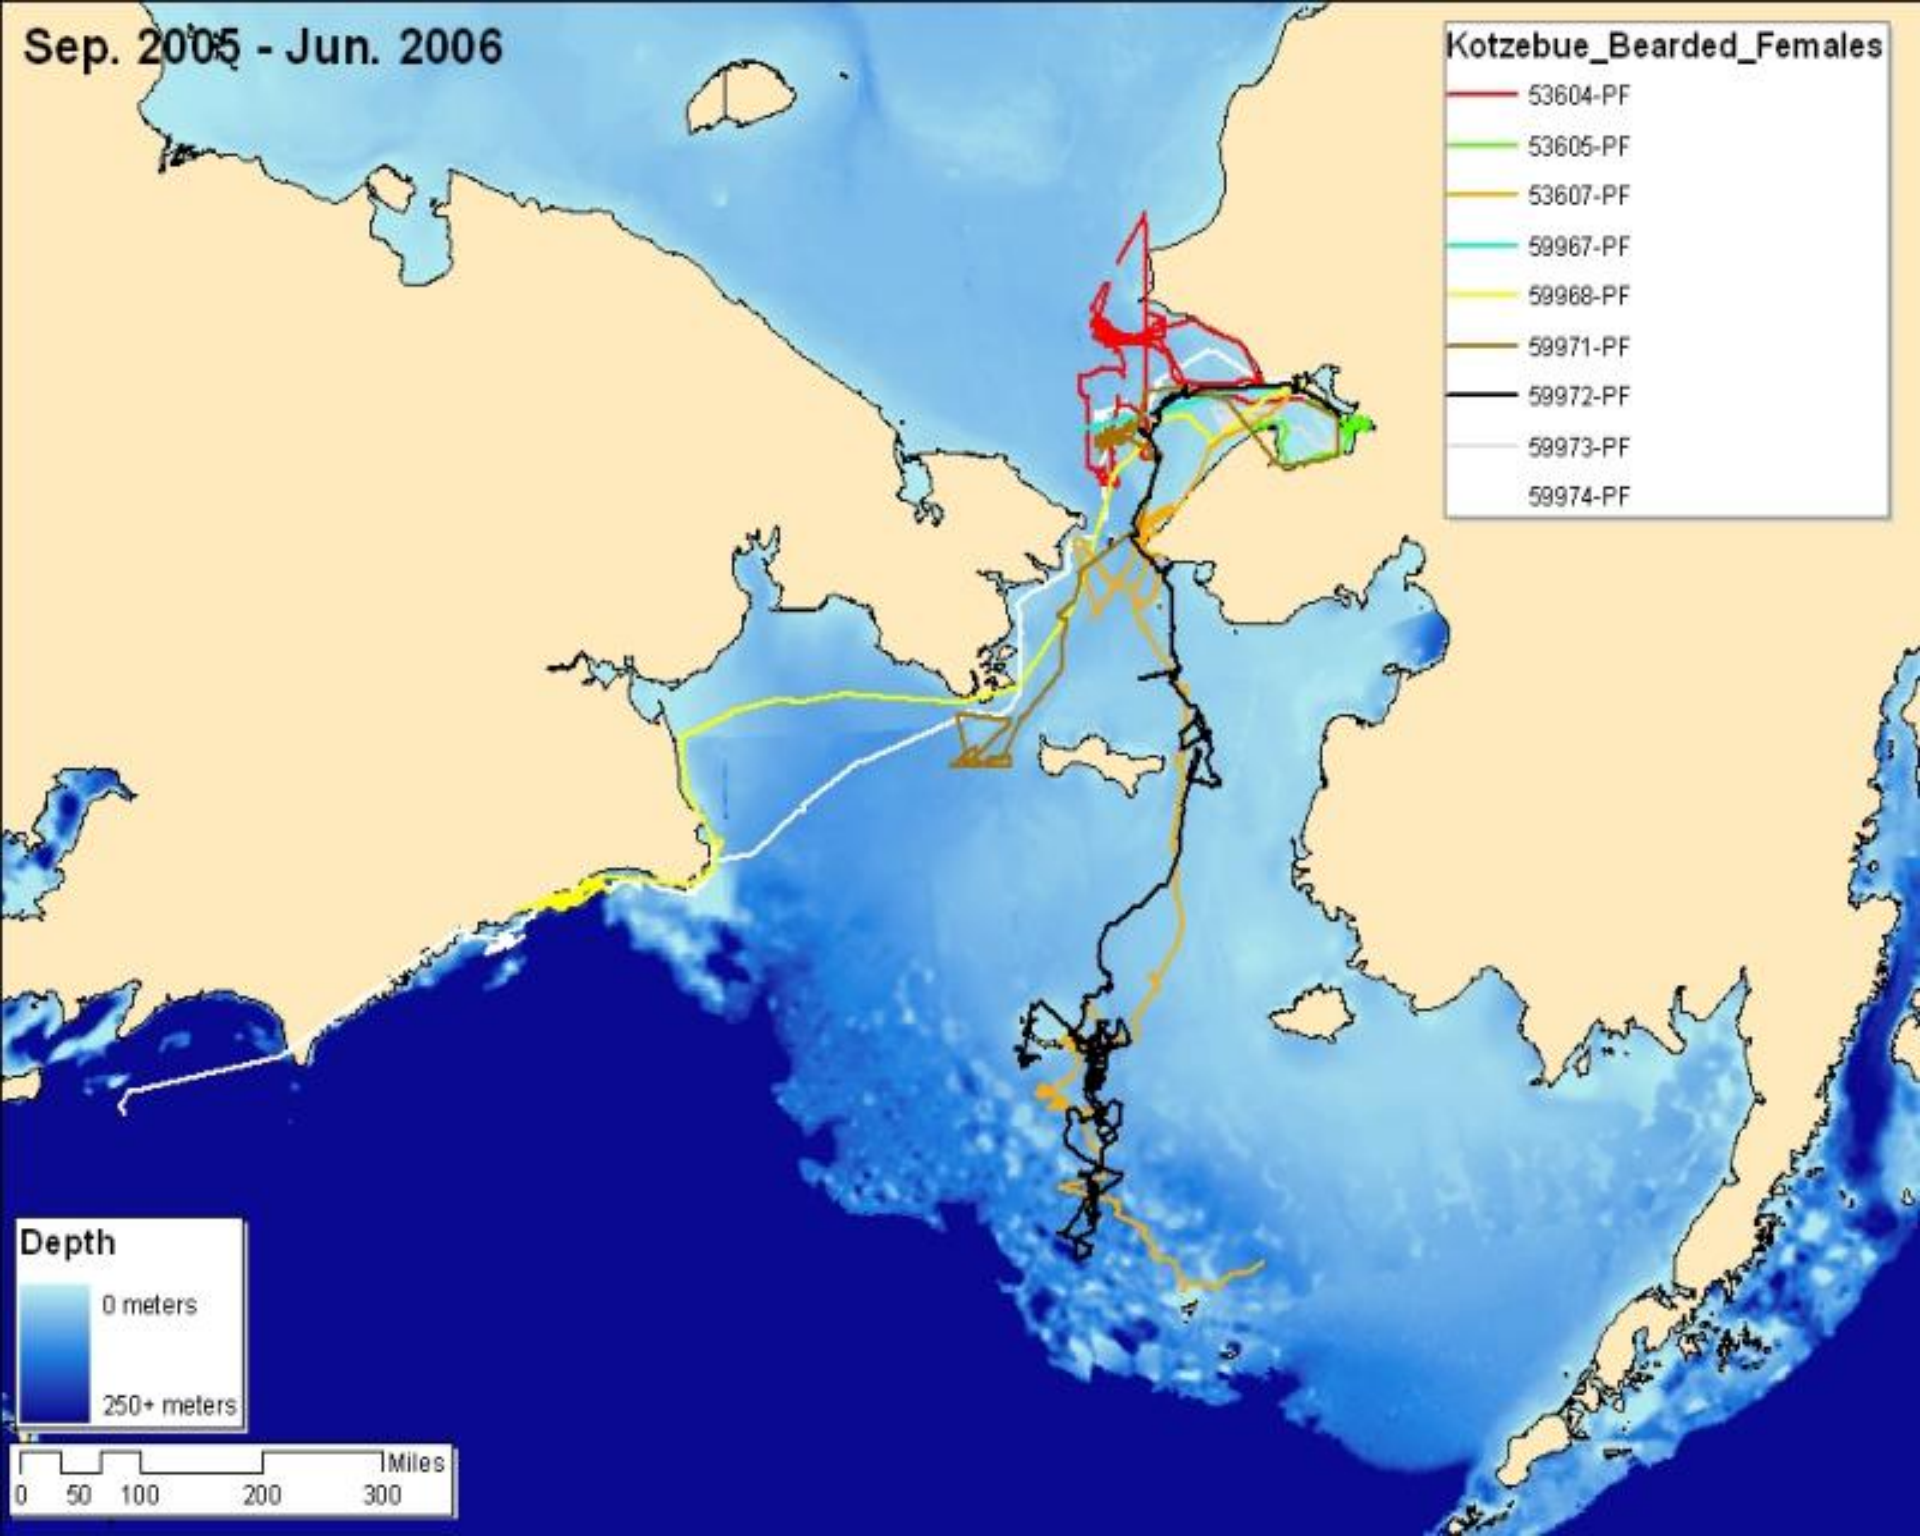 Sep. 2005 - Jun. 2006
Kotzebue_Bearded_Females
53604-PF
53605-PF
53607-PF
59967-PF
59968-PF
59971-PF
59972-PF
59973-PF
59974-PF
Depth
0 meters
250+ meters
Miles
0 50 100 200 300